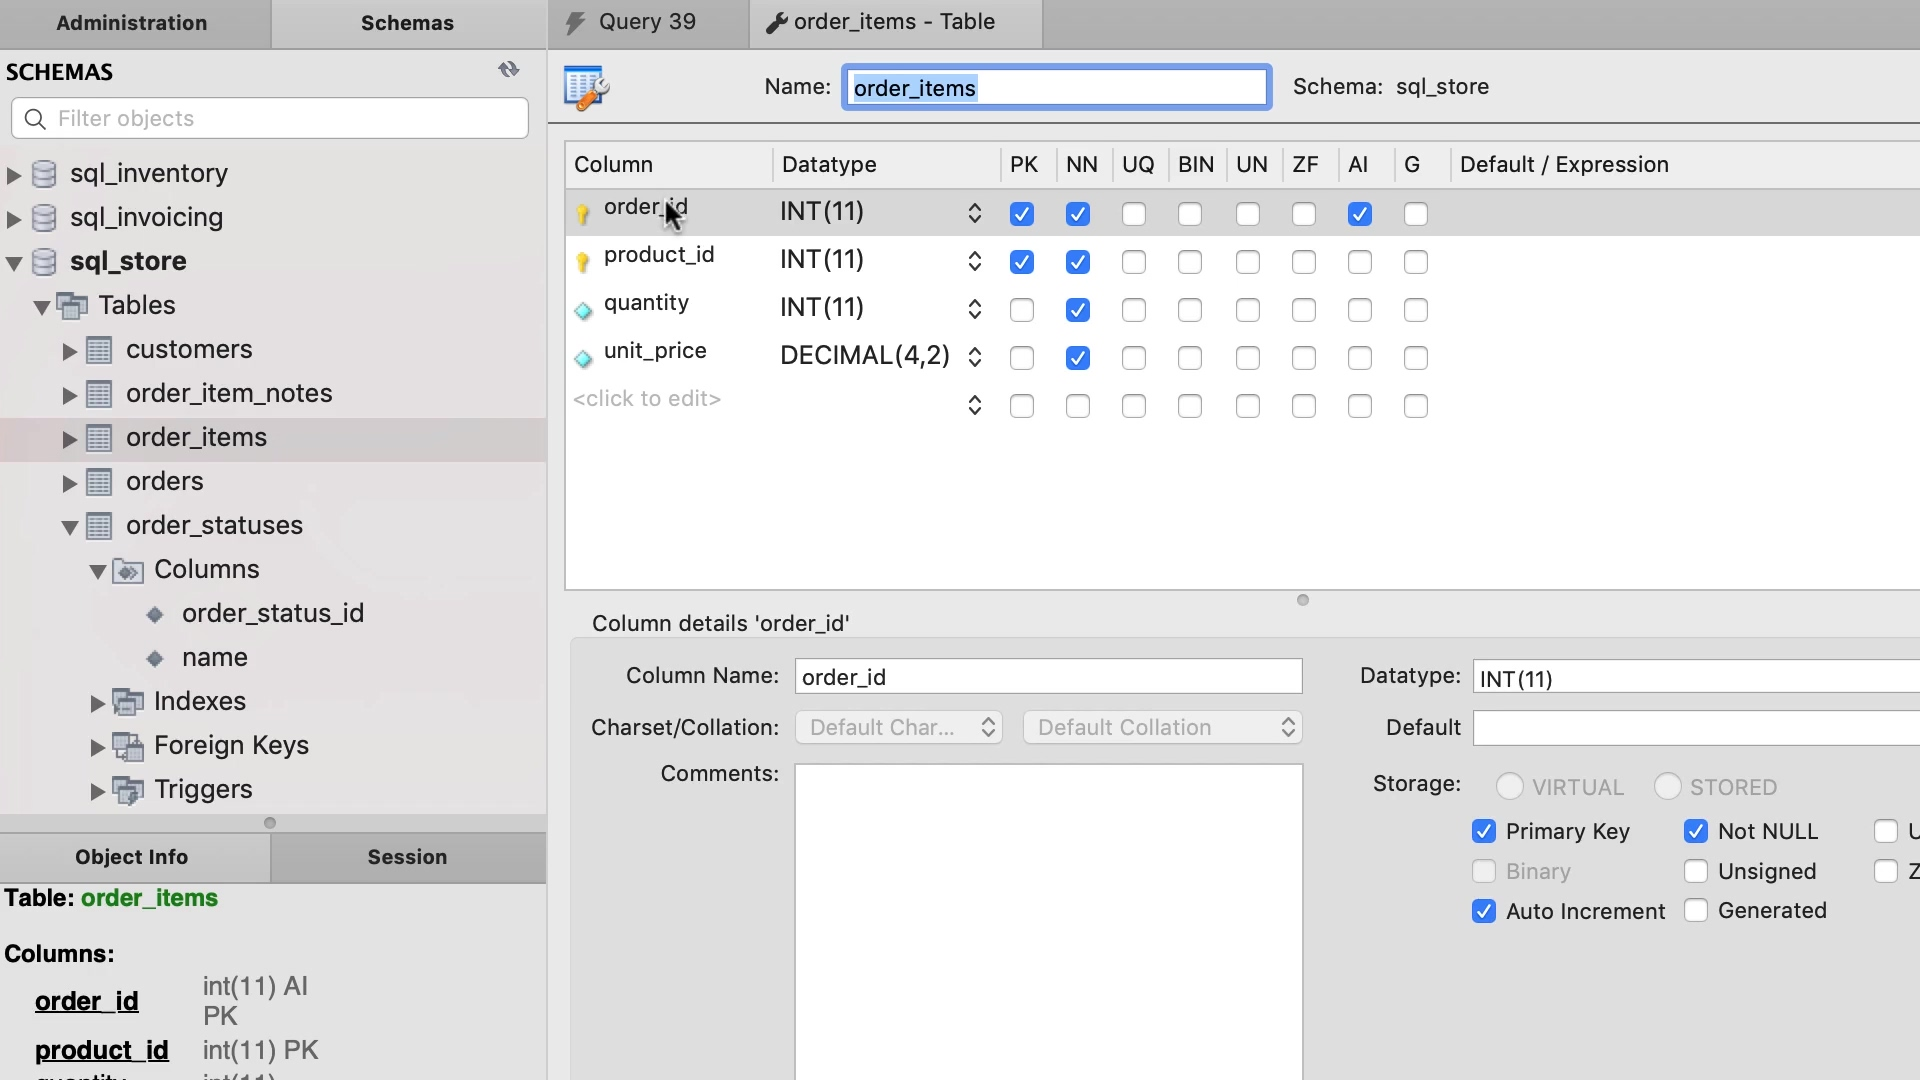 Administration
Schemas
SCHEMAS
Filter objects
sql_inventory
sql_invoicing
sql_store
Tables
customers
order_item_notes
order_items
orders
order_statuses
Columns
order_status_id
name
Indexes
Foreign Keys
Triggers
Object Info
Session
Table: order_items
Columns:
order_id int(11) AI
PK
product_id int(11) PK
quantity int(11)
Query 39
order_items - Table
Name: order_items Schema: sql_store
Column Datatype PK NN UQ BIN UN ZF AI G Default / Expression
order_id INT(11)
product_id INT(11)
quantity INT(11)
unit_price DECIMAL(4,2)
<click to edit>
Column details 'order_id'
Column Name: order_id Datatype: INT(11)
Charset/Collation: Default Char... Default Collation Default
Comments: Storage: VIRTUAL STORED
Primary Key Not NULL U
Binary Unsigned Z
Auto Increment Generated